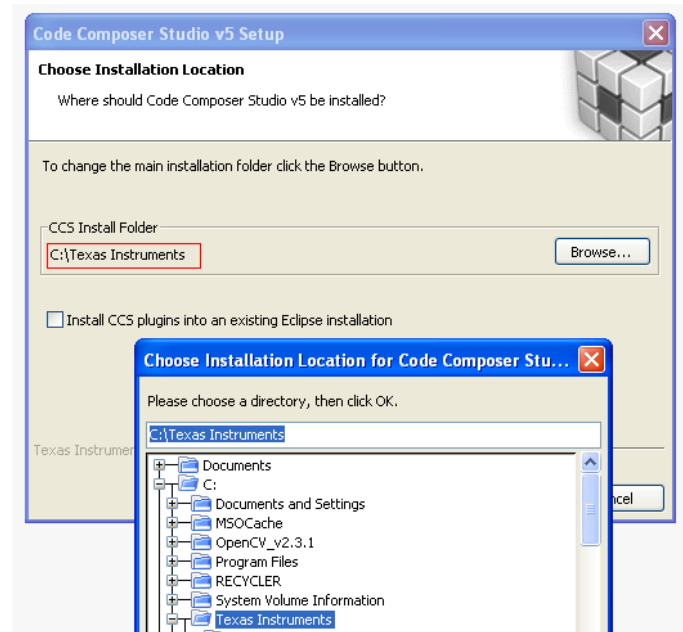 Code Composer Studio v5 Setup
Choose Installation Location
Where should Code Composer Studio v5 be installed?
To change the main installation folder click the Browse button.
CCS Install Folder
C:\Texas Instruments
Browse...
Install CCS plugins into an existing Eclipse installation
Choose Installation Location for Code Composer Stu...
Please choose a directory, then click OK.
C:\Texas Instruments
Texas Instrumen
Documents
C:
Documents and Settings
ncel
MSOCache
OpenCV_v2.3.1
Program Files
RECYCLER
System Volume Information
Texas Instruments